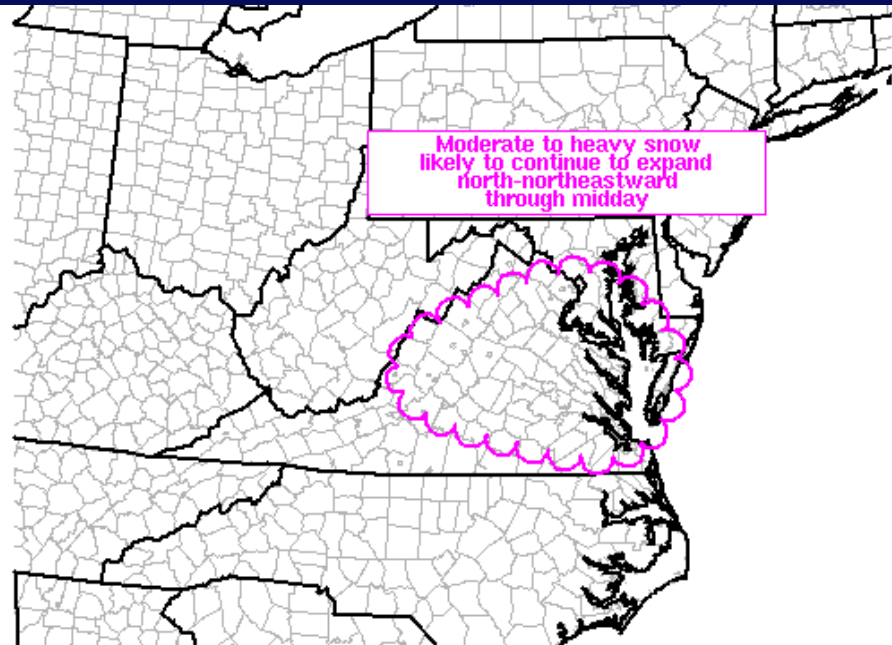 Moderate to heavy snow
likely to continue to expand
north-northeastward
through midday